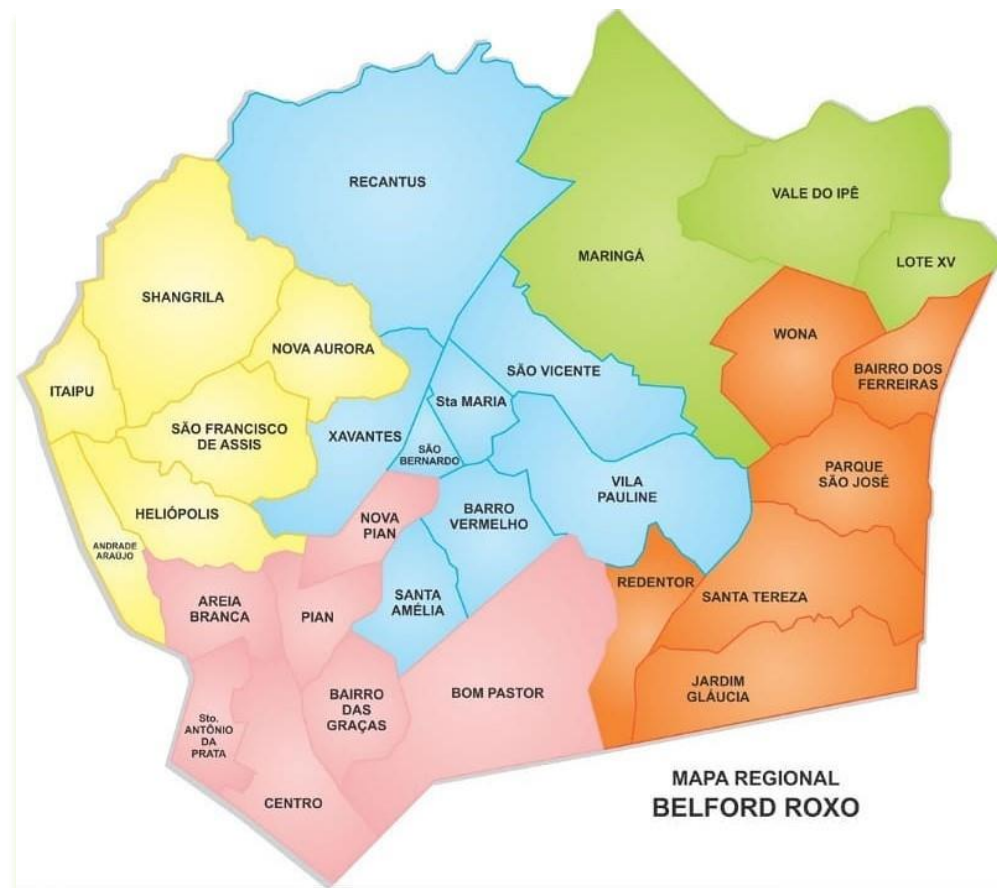 RECANTUS
VALE DO IPÊ
MARINGÁ
LOTE XV
SHANGRILA
NOVA AURORA
WONA
BAIRRO DOS
FERREIRAS
ITAIPU
SÃO VICENTE
Sta MARIA
SÃO FRANCISCO
DE ASSIS
XAVANTES
SÃO
BERNARDO
PARQUE
SÃO JOSÉ
VILA
PAULINE
HELIÓPOLIS
NOVA
PIAN
BARRO
VERMELHO
ANDRADE
ARAÚJO
REDENTOR
SANTA TEREZA
AREIA
BRANCA
PIAN
SANTA
AMÉLIA
BAIRRO
DAS
GRAÇAS
BOM PASTOR
JARDIM
GLÁUCIA
Sto.
ANTÔNIO
DA
PRATA
CENTRO
MAPA REGIONAL
BELFORD ROXO